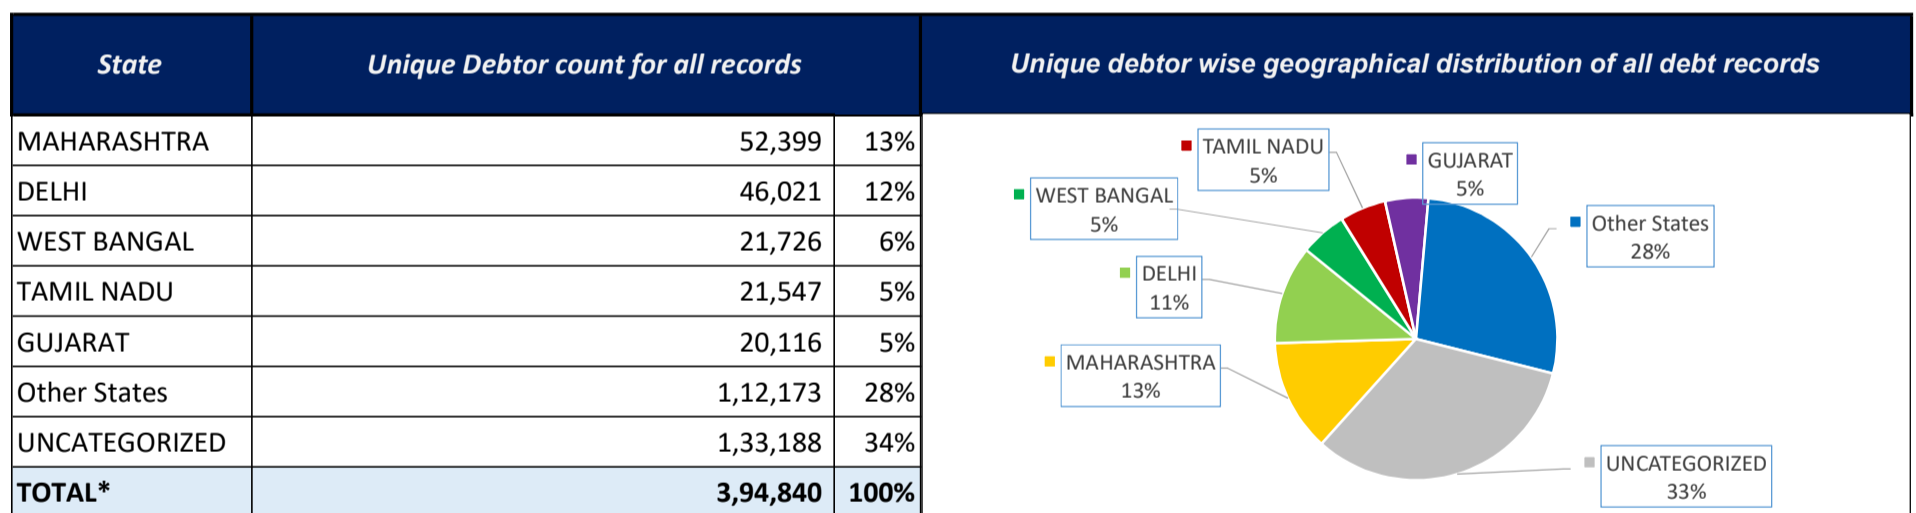 State Unique Debtor count for all records Unique debtor wise geographical distribution of all debt records
MAHARASHTRA 52,399 13%
DELHI 46,021 12%
WEST BANGAL 21,726 6%
TAMIL NADU 21,547 5%
GUJARAT 20,116 5%
Other States 1,12,173 28%
UNCATEGORIZED 1,33,188 34%
TOTAL* 3,94,840 100%
TAMIL NADU
5%
GUJARAT
5%
WEST BANGAL
5%
Other States
28%
DELHI
11%
MAHARASHTRA
13%
UNCATEGORIZED
33%